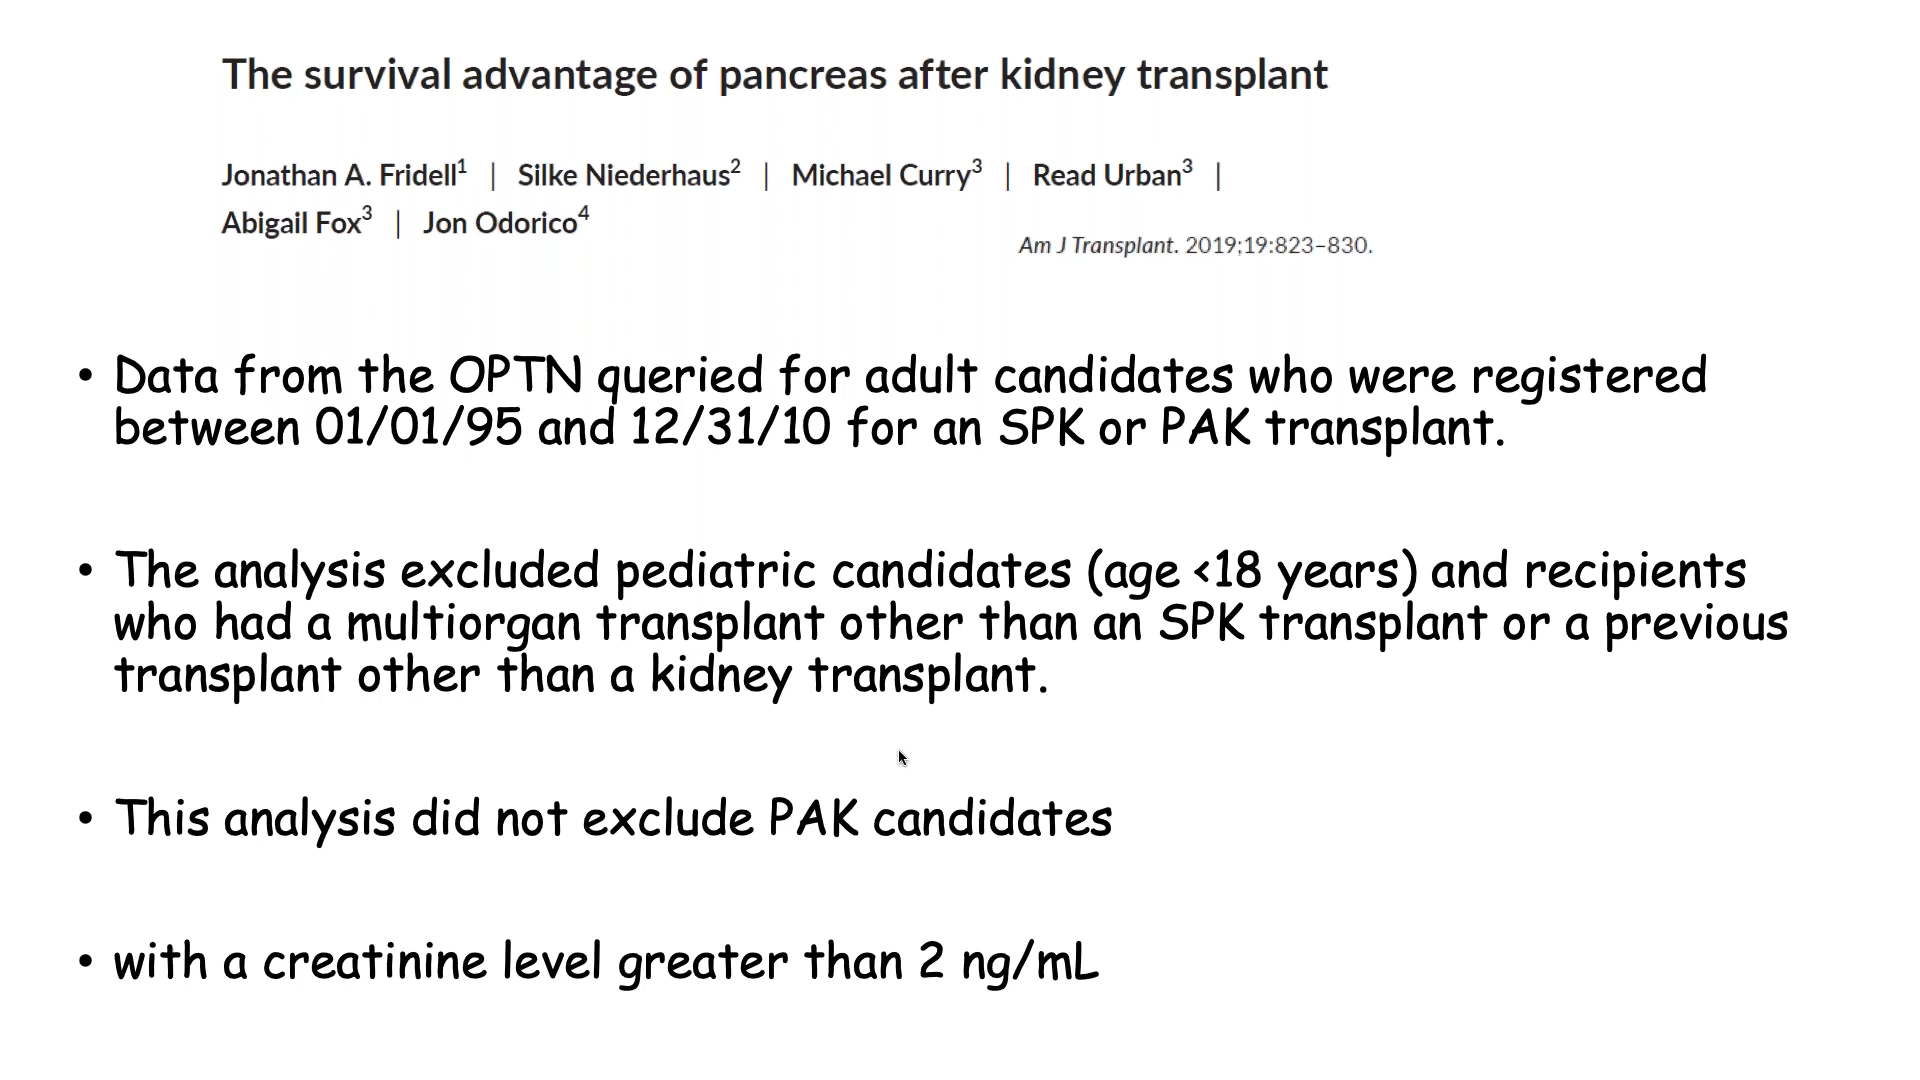 The survival advantage of pancreas after kidney transplant
Jonathan A. Fridell¹ | Silke Niederhaus² | Michael Curry³ | Read Urban³ |
Abigail Fox³ | Jon Odorico⁴
Am J Transplant. 2019;19:823–830.
• Data from the OPTN queried for adult candidates who were registered
between 01/01/95 and 12/31/10 for an SPK or PAK transplant.
• The analysis excluded pediatric candidates (age <18 years) and recipients
who had a multiorgan transplant other than an SPK transplant or a previous
transplant other than a kidney transplant.
• This analysis did not exclude PAK candidates
• with a creatinine level greater than 2 ng/mL